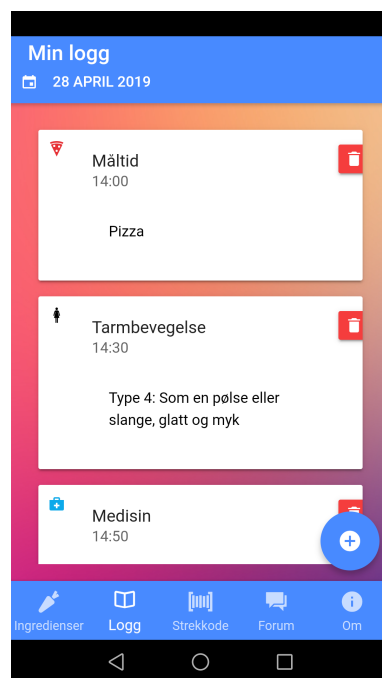 Min logg
28 APRIL 2019
Måltid
14:00
Pizza
Tarmbevegelse
14:30
Type 4: Som en pølse eller
slange, glatt og myk
Medisin
14:50
Ingredienser Logg Strekkode Forum Om